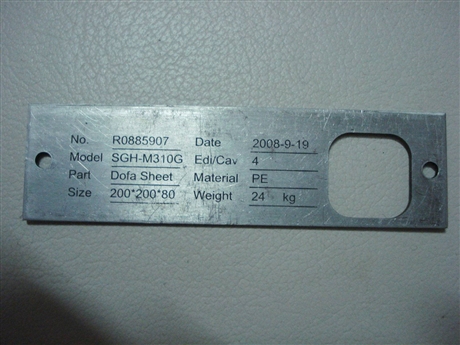 No. R0885907 Date 2008-9-19
Model SGH-M310G Edi/Cav 4
Part Dofa Sheet Material PE
Size 200*200*80 Weight 24 kg